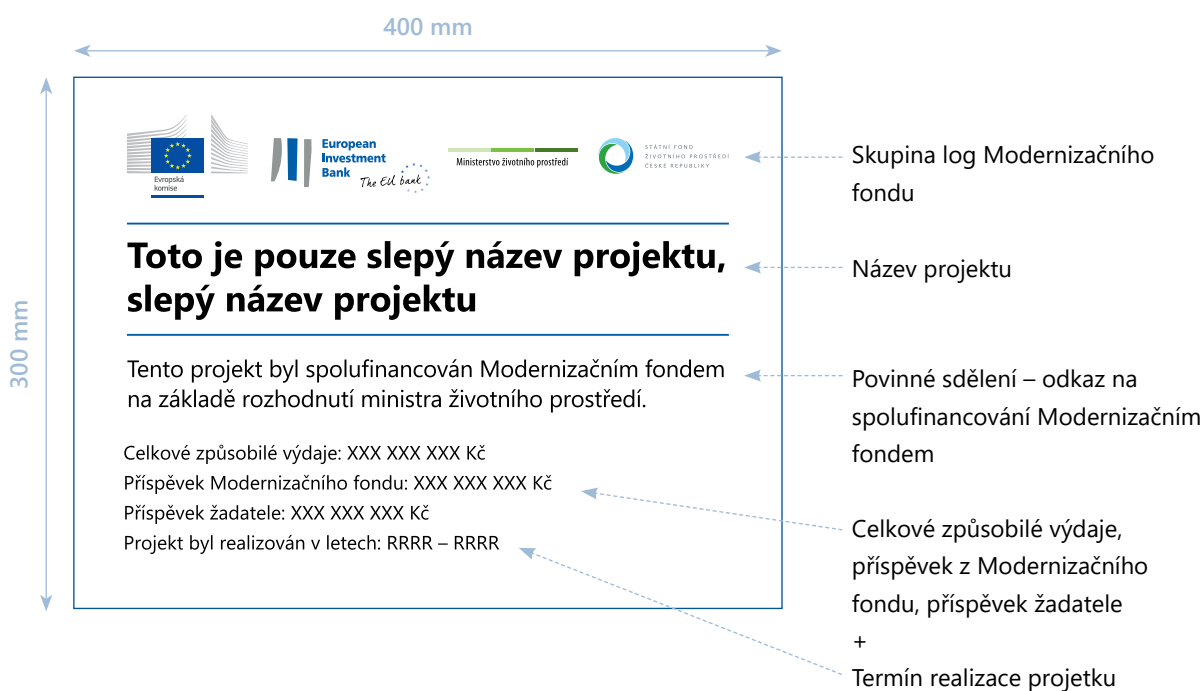 400 mm
300 mm
Evropská
komise
European
Investment
Bank
The EU bank
Ministerstvo životního prostředí
STÁTNÍ FOND
ŽIVOTNÍHO PROSTŘEDÍ
ČESKÉ REPUBLIKY
Skupina log Modernizačního
fondu
Toto je pouze slepý název projektu,
slepý název projektu
Název projektu
Tento projekt byl spolufinancován Modernizačním fondem
na základě rozhodnutí ministra životního prostředí.
Povinné sdělení – odkaz na
spolufinancování Modernizačním
fondem
Celkové způsobilé výdaje: XXX XXX XXX Kč
Příspěvek Modernizačního fondu: XXX XXX XXX Kč
Příspěvek žadatele: XXX XXX XXX Kč
Projekt byl realizován v letech: RRRR – RRRR
Celkové způsobilé výdaje,
příspěvek z Modernizačního
fondu, příspěvek žadatele
+
Termín realizace projetku